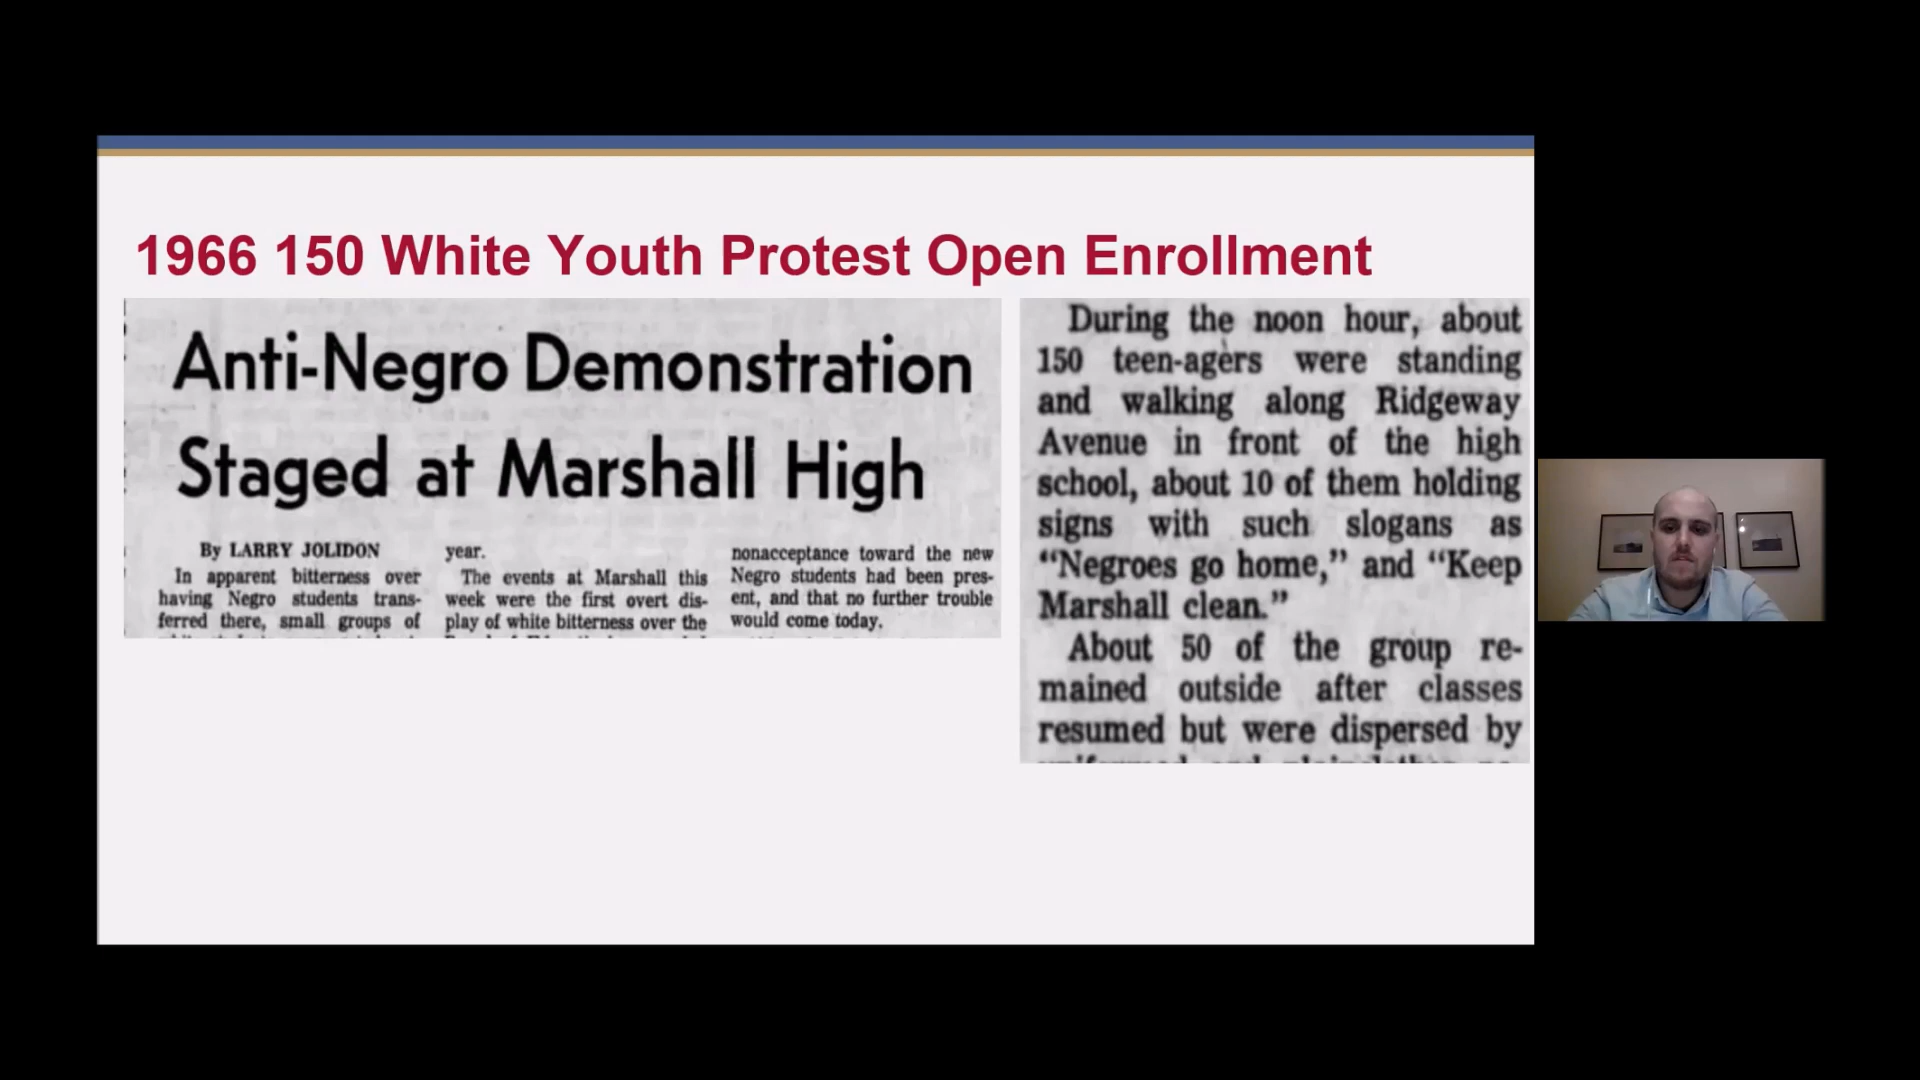 1966 150 White Youth Protest Open Enrollment
Anti-Negro Demonstration
Staged at Marshall High
By LARRY JOLIDON
In apparent bitterness over
having Negro students trans-
ferred there, small groups of
year.
The events at Marshall this
week were the first overt dis-
play of white bitterness over the
nonacceptance toward the new
Negro students had been pres-
ent, and that no further trouble
would come today.
During the noon hour, about
150 teen-agers were standing
and walking along Ridgeway
Avenue in front of the high
school, about 10 of them holding
signs with such slogans as
“Negroes go home,” and “Keep
Marshall clean.”
About 50 of the group re-
mained outside after classes
resumed but were dispersed by